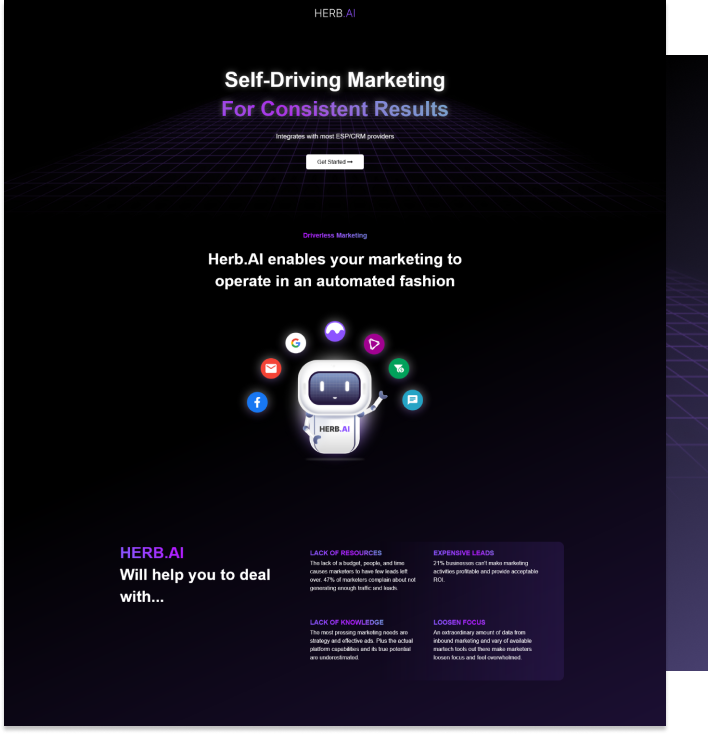 HERB.AI
Self-Driving Marketing
For Consistent Results
Integrates with most ESP/CRM providers
Get Started →
Driverless Marketing
Herb.AI enables your marketing to
operate in an automated fashion
HERB.AI
HERB.AI
Will help you to deal
with...
LACK OF RESOURCES
The lack of a budget, people, and time
causes marketers to have few leads left
over. 47% of marketers complain about not
generating enough traffic and leads.
EXPENSIVE LEADS
21% businesses can't make marketing
activities profitable and provide acceptable
ROI.
LACK OF KNOWLEDGE
The most pressing marketing needs are
strategy and effective ads. Plus the actual
platform capabilities and its true potential
are underestimated.
LOOSEN FOCUS
An extraordinary amount of data from
inbound marketing and vary of available
martech tools out there make marketers
loosen focus and feel overwhelmed.